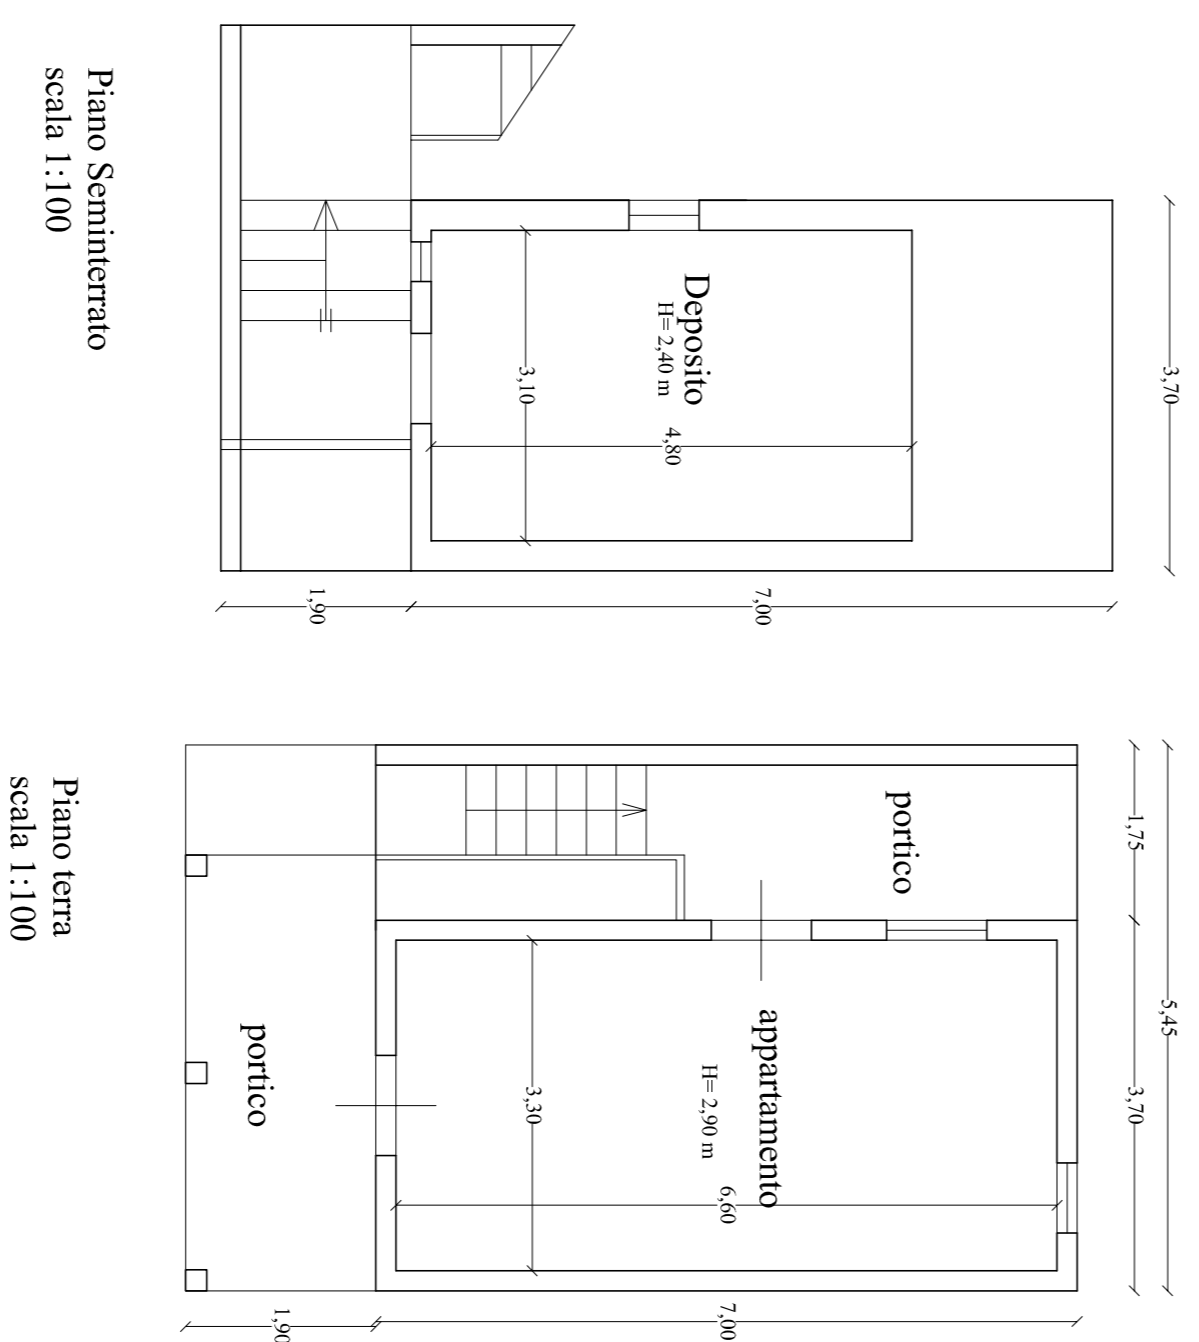 3,70
Deposito
H= 2,40 m
3,10
4,80
7,00
1,90
Piano Seminterrato
scala 1:100
5,45
1,75
3,70
portico
appartamento
H= 2,90 m
6,60
3,30
portico
7,00
1,90
Piano terra
scala 1:100